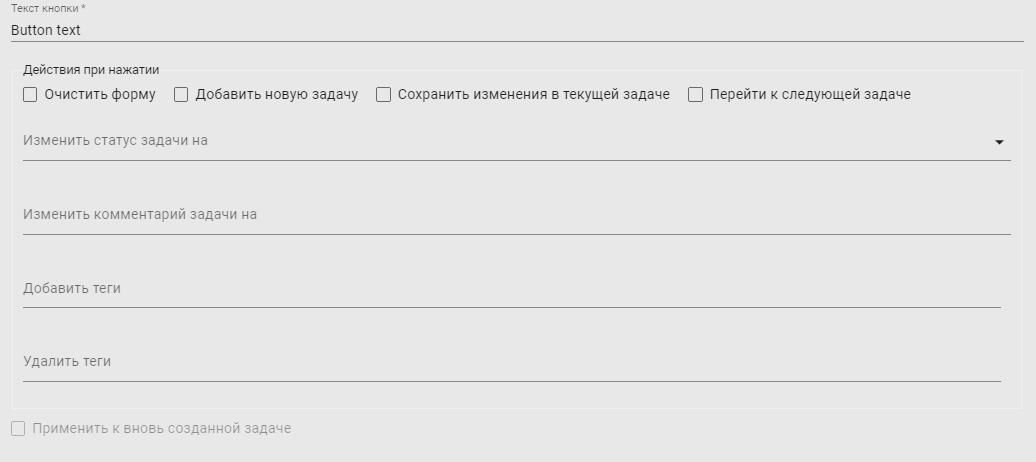 Текст кнопки *
Button text
Действия при нажатии
Очистить форму Добавить новую задачу Сохранить изменения в текущей задаче Перейти к следующей задаче
Изменить статус задачи на
Изменить комментарий задачи на
Добавить теги
Удалить теги
Применить к вновь созданной задаче